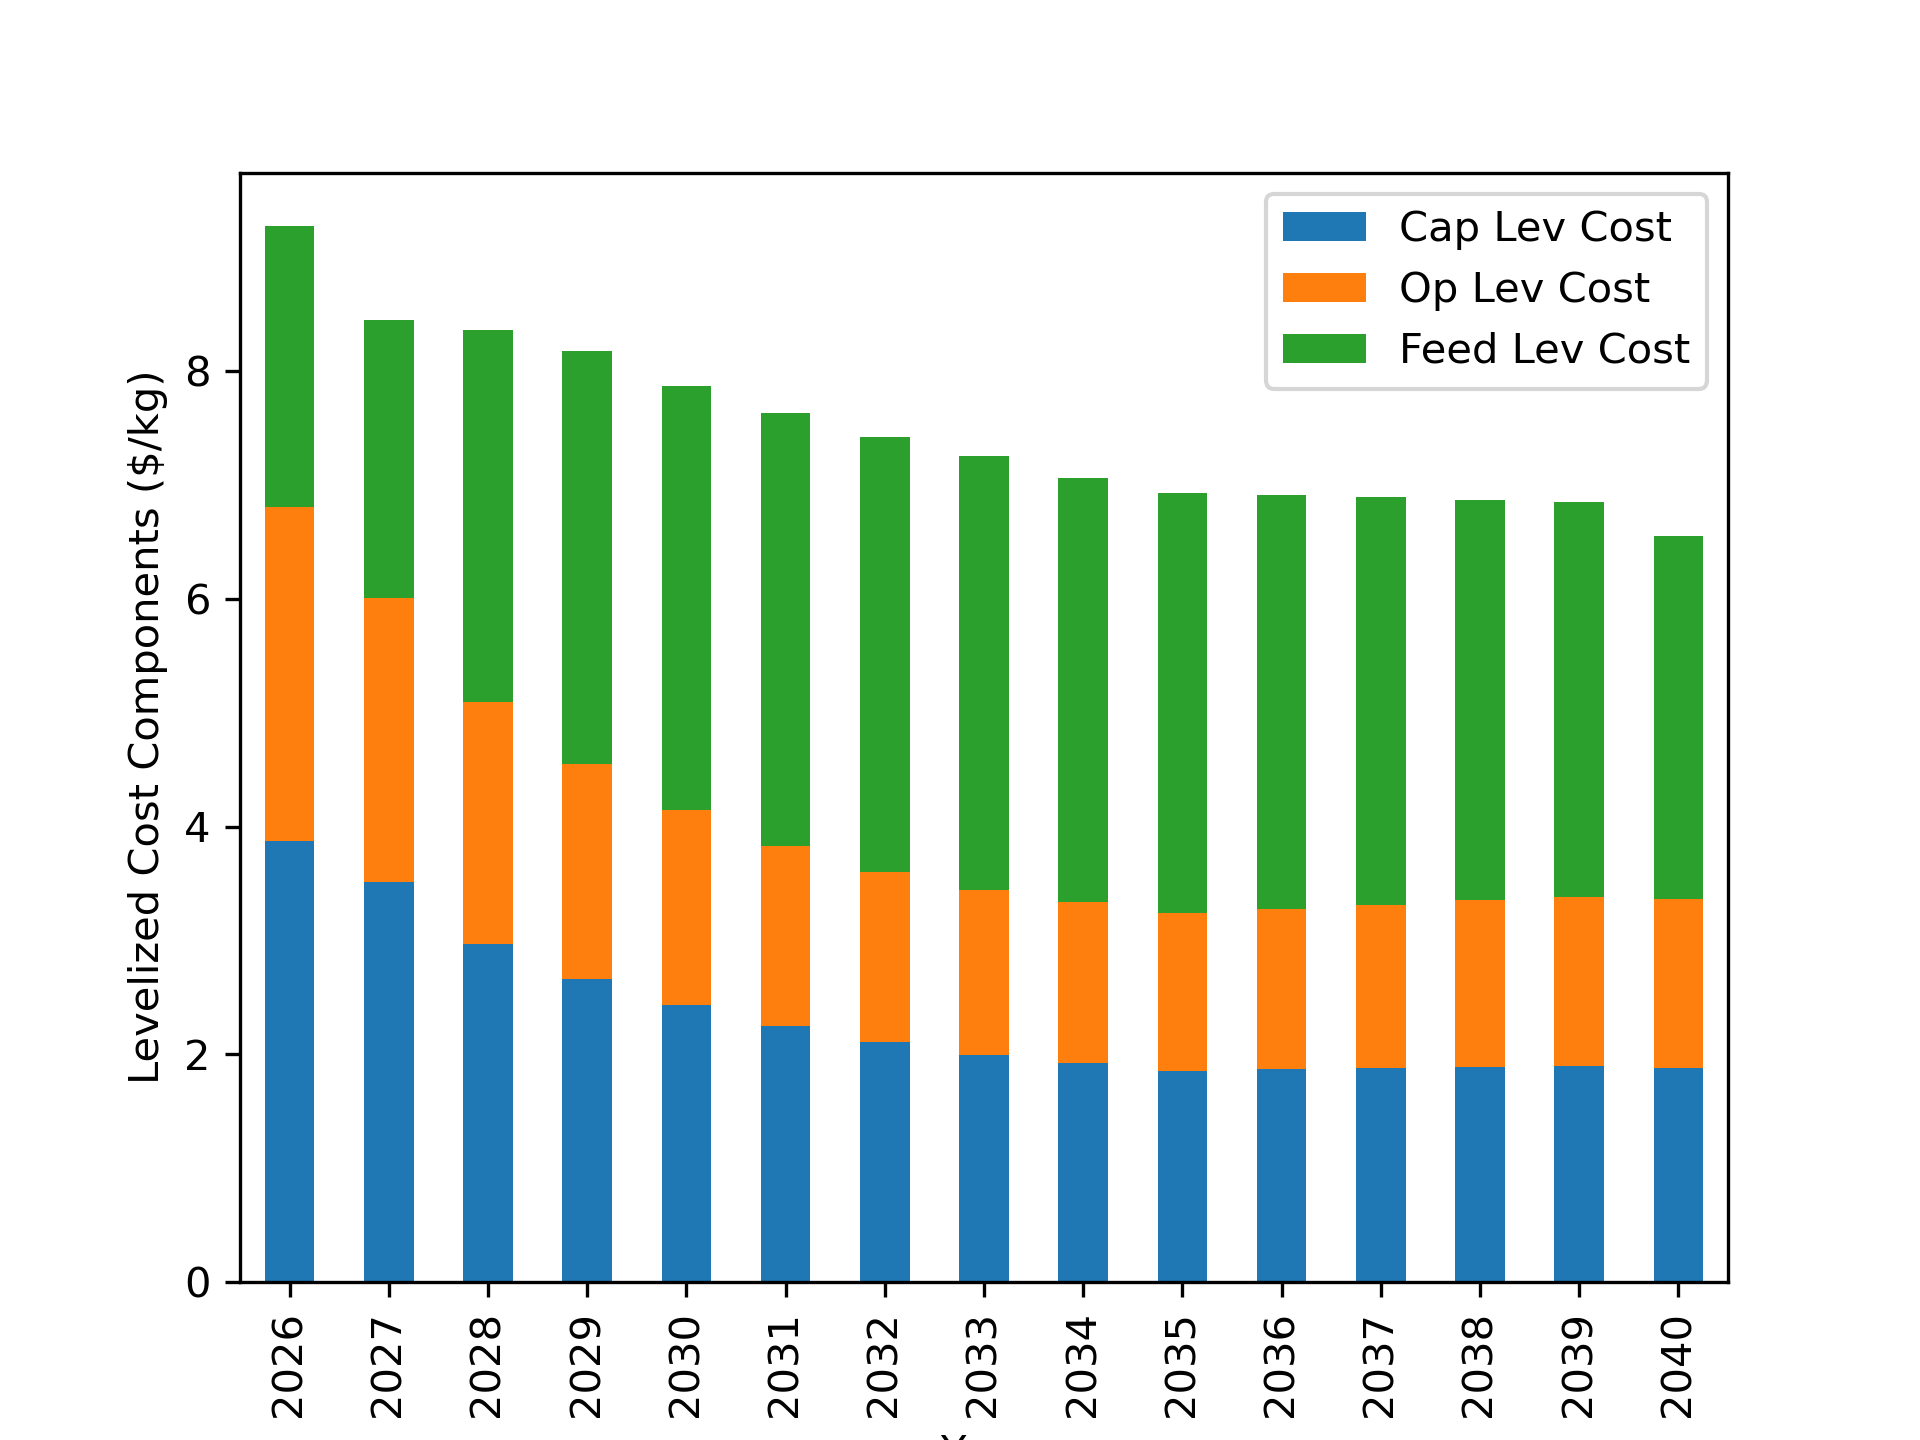 Cap Lev Cost
Op Lev Cost
Feed Lev Cost
Levelized Cost Components ($/kg)
8
6
4
2
0
2026 2027 2028 2029 2030 2031 2032 2033 2034 2035 2036 2037 2038 2039 2040